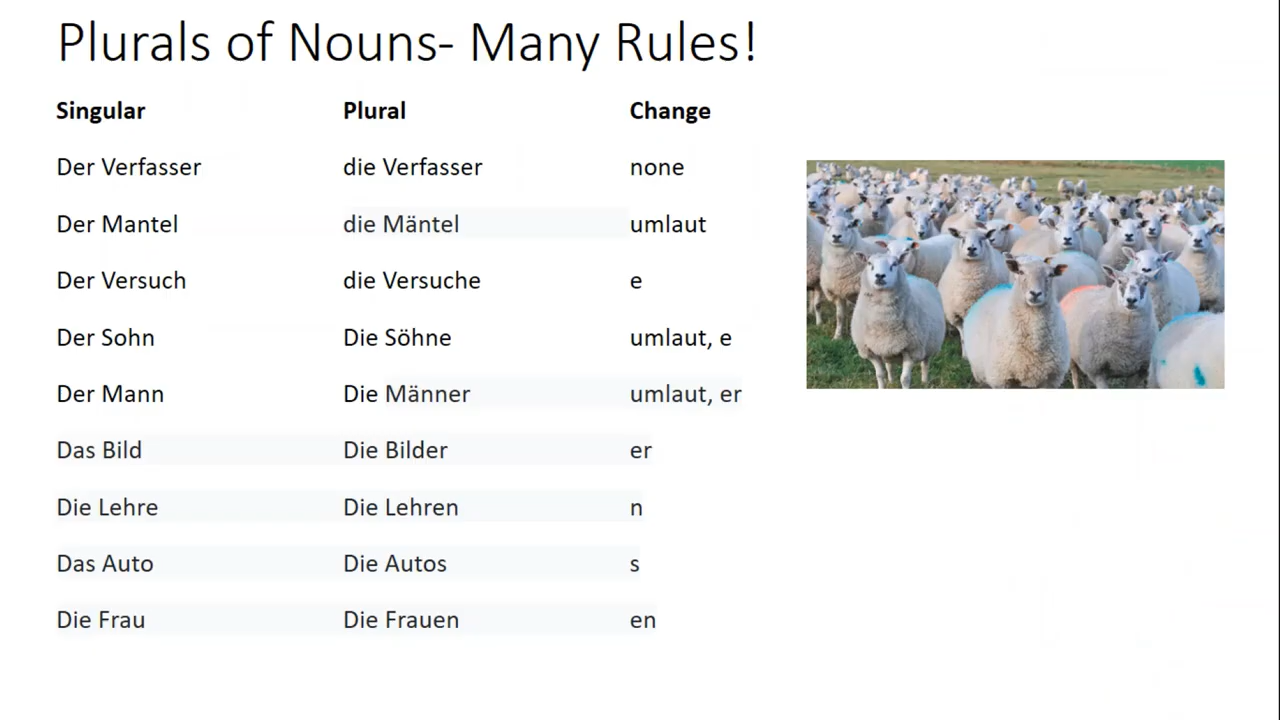 Plurals of Nouns- Many Rules!
Singular Plural Change
Der Verfasser die Verfasser none
Der Mantel die Mäntel umlaut
Der Versuch die Versuche e
Der Sohn Die Söhne umlaut, e
Der Mann Die Männer umlaut, er
Das Bild Die Bilder er
Die Lehre Die Lehren n
Das Auto Die Autos s
Die Frau Die Frauen en